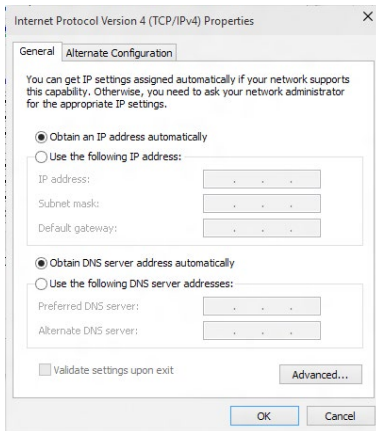 Internet Protocol Version 4 (TCP/IPv4) Properties
General
Alternate Configuration
You can get IP settings assigned automatically if your network supports
this capability. Otherwise, you need to ask your network administrator
for the appropriate IP settings.
Obtain an IP address automatically
Use the following IP address:
IP address:
Subnet mask:
Default gateway:
Obtain DNS server address automatically
Use the following DNS server addresses:
Preferred DNS server:
Alternate DNS server:
Validate settings upon exit
Advanced...
OK
Cancel